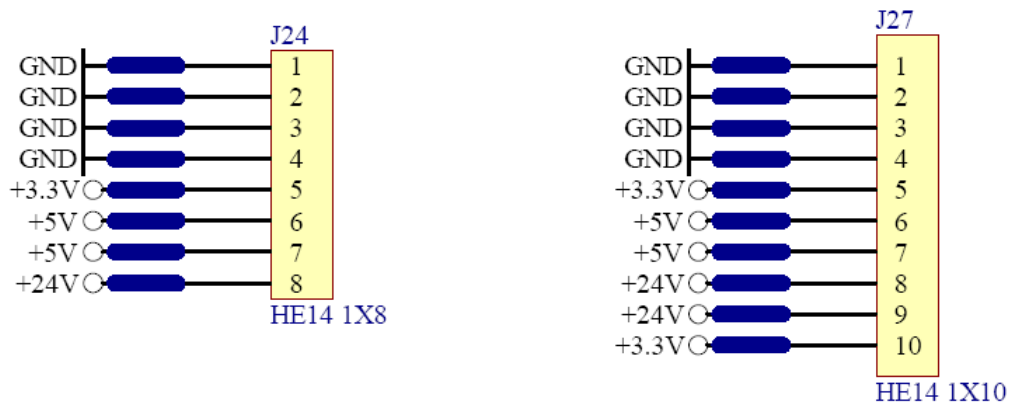 J24
GND 1
GND 2
GND 3
GND 4
+3.3V 5
+5V 6
+5V 7
+24V 8
HE14 1X8
J27
GND 1
GND 2
GND 3
GND 4
+3.3V 5
+5V 6
+5V 7
+24V 8
+24V 9
+3.3V 10
HE14 1X10